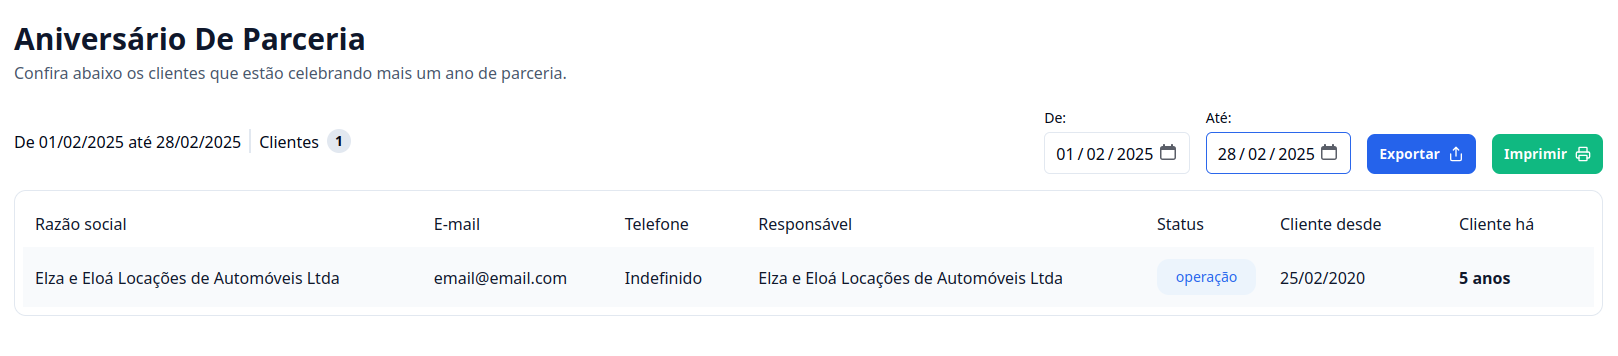 Aniversário De Parceria
Confira abaixo os clientes que estão celebrando mais um ano de parceria.
De 01/02/2025 até 28/02/2025 Clientes 1
De: Até:
01/02/2025 28/02/2025 Exportar Imprimir
Razão social E-mail Telefone Responsável Status Cliente desde Cliente há
Elza e Eloá Locações de Automóveis Ltda email@email.com Indefinido Elza e Eloá Locações de Automóveis Ltda operação 25/02/2020 5 anos